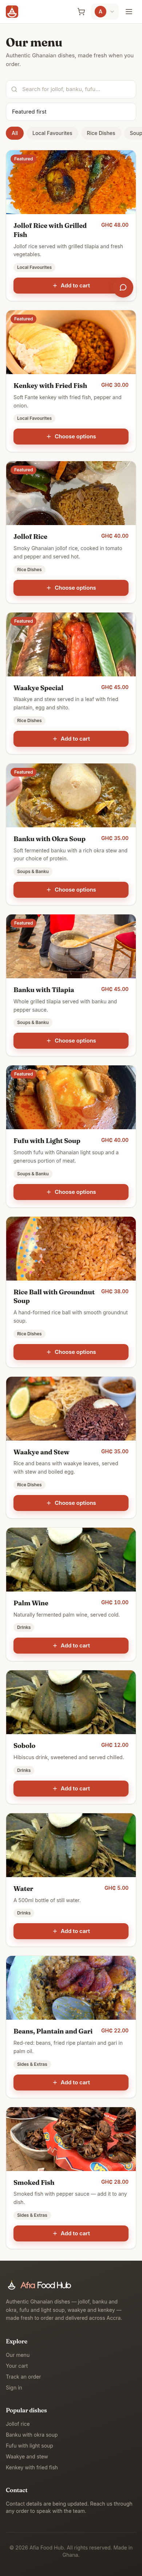 A
Our menu
Authentic Ghanaian dishes, made fresh when you
order.
Search for jollof, banku, fufu...
Featured first
All
Local Favourites
Rice Dishes
Soup
Featured
Jollof Rice with Grilled
Fish
GH₵ 48.00
Jollof rice served with grilled tilapia and fresh
vegetables.
Local Favourites
+ Add to cart
Featured
Kenkey with Fried Fish
GH₵ 30.00
Soft Fante kenkey with fried fish, pepper and
onion.
Local Favourites
+ Choose options
Featured
Jollof Rice
GH₵ 40.00
Smoky Ghanaian jollof rice, cooked in tomato
and pepper and served hot.
Rice Dishes
+ Choose options
Featured
Waakye Special
GH₵ 45.00
Waakye and stew served in a leaf with fried
plantain, egg and shito.
Rice Dishes
+ Add to cart
Featured
Banku with Okra Soup
GH₵ 35.00
Soft fermented banku with a rich okra stew and
your choice of protein.
Soups & Banku
+ Choose options
Featured
Banku with Tilapia
GH₵ 45.00
Whole grilled tilapia served with banku and
pepper sauce.
Soups & Banku
+ Choose options
Featured
Fufu with Light Soup
GH₵ 40.00
Smooth fufu with Ghanaian light soup and a
generous portion of meat.
Soups & Banku
+ Choose options
Rice Ball with Groundnut
Soup
GH₵ 38.00
A hand-formed rice ball with smooth groundnut
soup.
Rice Dishes
+ Choose options
Waakye and Stew
GH₵ 35.00
Rice and beans with waakye leaves, served
with stew and boiled egg.
Rice Dishes
+ Choose options
Palm Wine
GH₵ 10.00
Naturally fermented palm wine, served cold.
Drinks
+ Add to cart
Sobolo
GH₵ 12.00
Hibiscus drink, sweetened and served chilled.
Drinks
+ Add to cart
Water
GH₵ 5.00
A 500ml bottle of still water.
Drinks
+ Add to cart
Beans, Plantain and Gari
GH₵ 22.00
Red-red: beans, fried ripe plantain and gari in
palm oil.
Sides & Extras
+ Add to cart
Smoked Fish
GH₵ 28.00
Smoked fish with pepper sauce — add it to any
dish.
Sides & Extras
+ Add to cart
Afia Food Hub
Authentic Ghanaian dishes — jollof, banku and
okra, fufu and light soup, waakye and kenkey —
made fresh to order and delivered across Accra.
Explore
Our menu
Your cart
Track an order
Sign in
Popular dishes
Jollof rice
Banku with okra soup
Fufu with light soup
Waakye and stew
Kenkey with fried fish
Contact
Contact details are being updated. Reach us through
any order to speak with the team.
© 2026 Afia Food Hub. All rights reserved. Made in
Ghana.